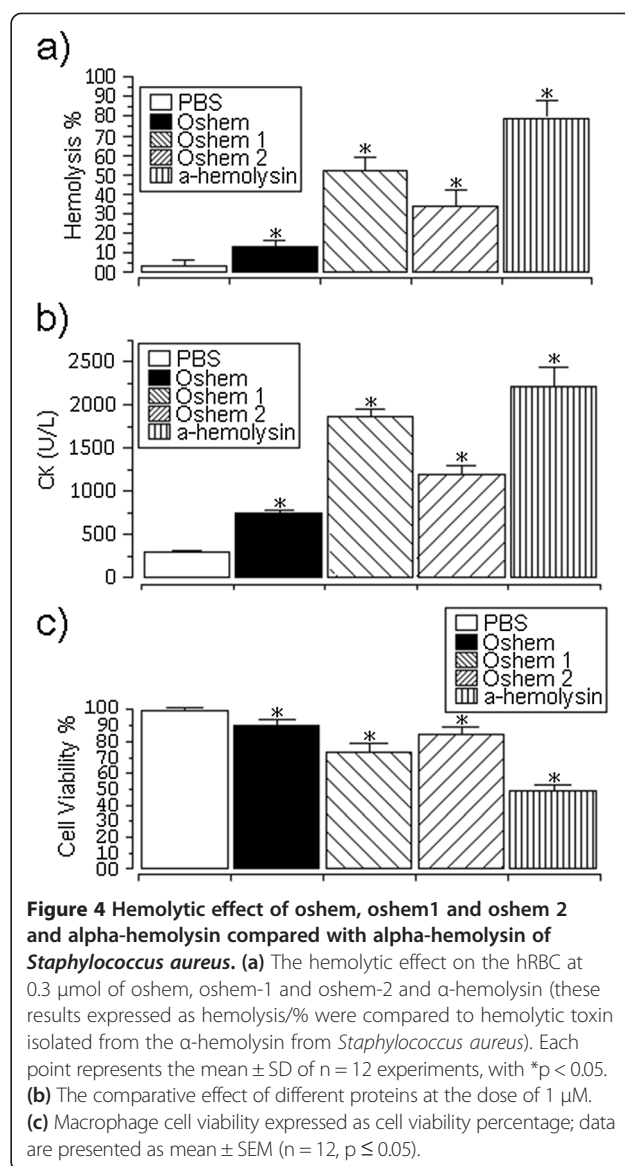 a)
100
90
80
70
60
50
40
30
20
10
00
Hemolysis %
PBS
Oshem
Oshem 1
Oshem 2
a-hemolysin
*
*
*
*
b)
2500
2000
1500
1000
500
0
CK (U/L)
PBS
Oshem
Oshem 1
Oshem 2
a-hemolysin
*
*
*
*
c)
100
90
80
70
60
50
40
30
20
10
00
Cell Viability %
PBS
Oshem
Oshem 1
Oshem 2
a-hemolysin
*
*
*
*
Figure 4 Hemolytic effect of oshem, oshem1 and oshem 2
and alpha-hemolysin compared with alpha-hemolysin of
Staphylococcus aureus. (a) The hemolytic effect on the hRBC at
0.3 μmol of oshem, oshem-1 and oshem-2 and α-hemolysin (these
results expressed as hemolysis/% were compared to hemolytic toxin
isolated from the α-hemolysin from Staphylococcus aureus). Each
point represents the mean ± SD of n = 12 experiments, with *p < 0.05.
(b) The comparative effect of different proteins at the dose of 1 μM.
(c) Macrophage cell viability expressed as cell viability percentage; data
are presented as mean ± SEM (n = 12, p ≤ 0.05).